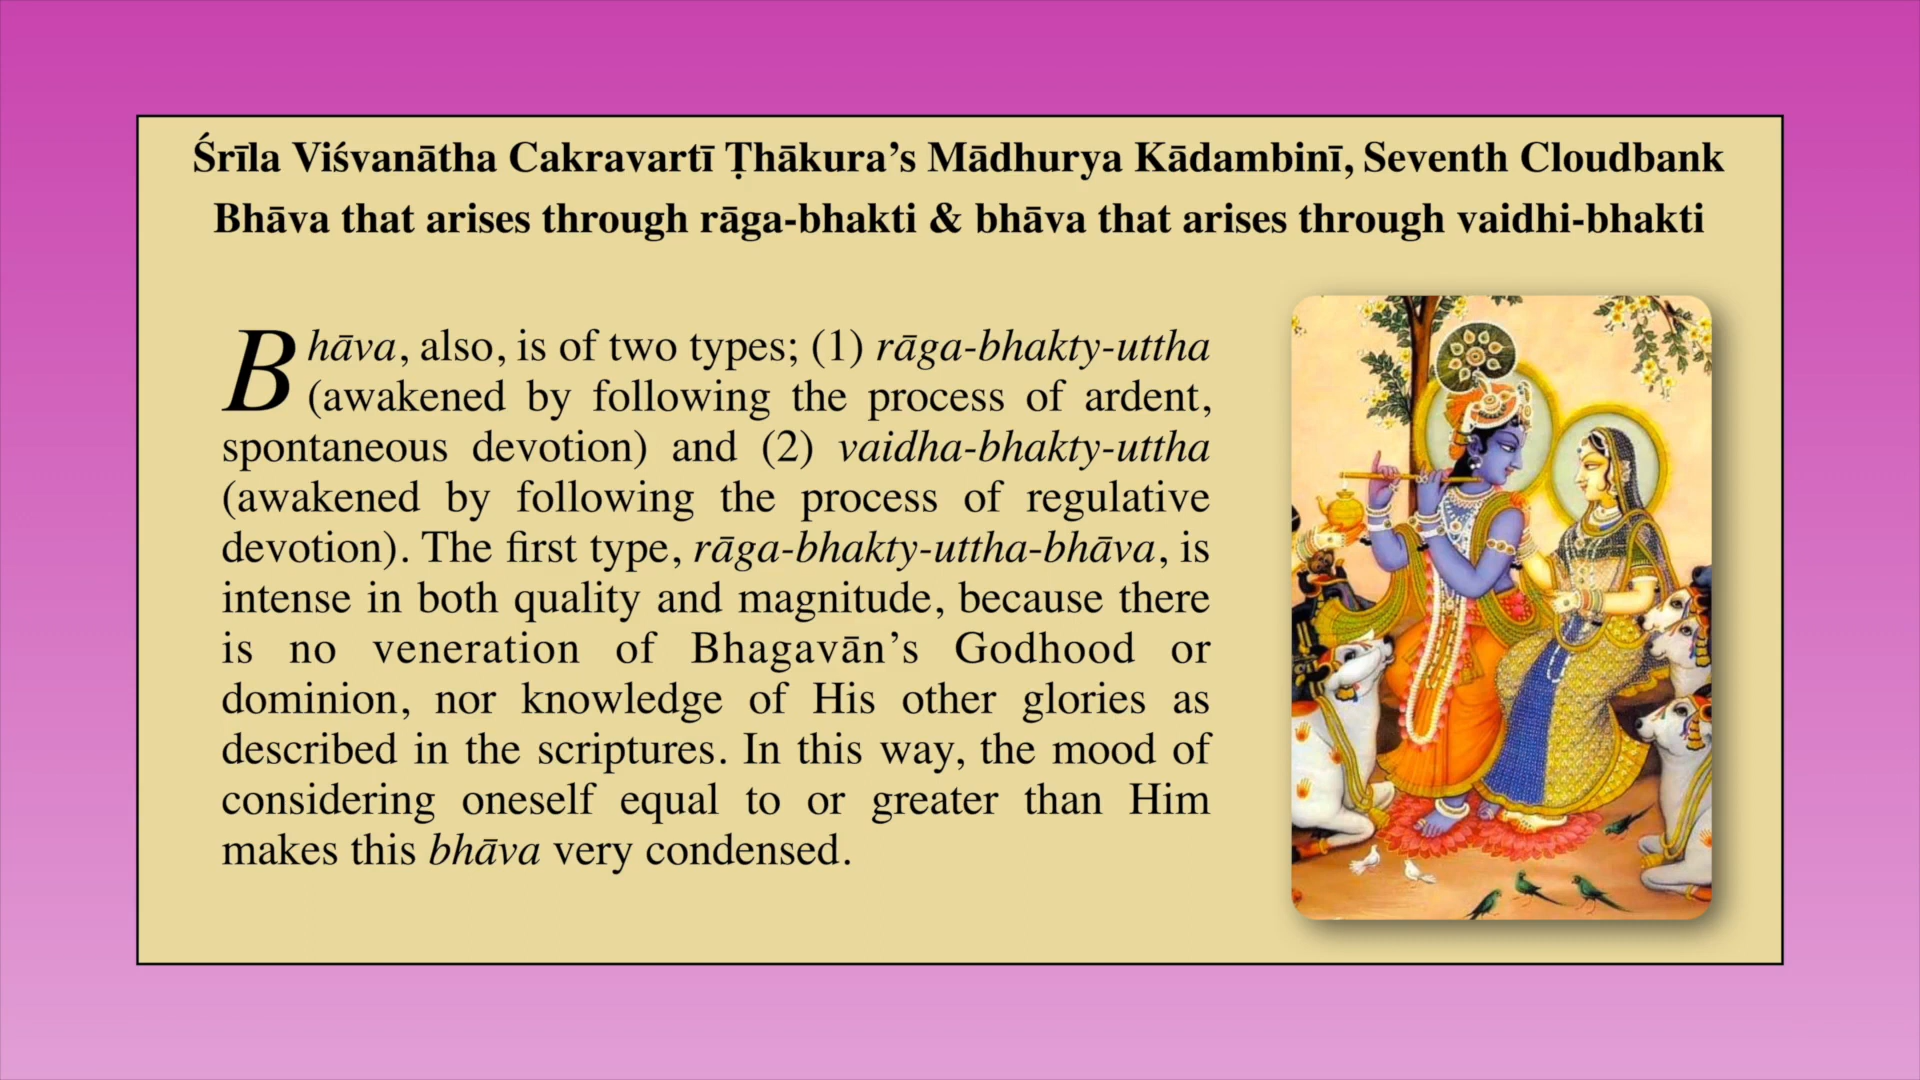 Śrīla Viśvanātha Cakravartī Ṭhākura’s Mādhurya Kādambinī, Seventh Cloudbank
Bhāva that arises through rāga-bhakti & bhāva that arises through vaidhi-bhakti
Bhāva, also, is of two types; (1) rāga-bhakty-uttha
(awakened by following the process of ardent,
spontaneous devotion) and (2) vaidha-bhakty-uttha
(awakened by following the process of regulative
devotion). The first type, rāga-bhakty-uttha-bhāva, is
intense in both quality and magnitude, because there
is no veneration of Bhagavān’s Godhood or
dominion, nor knowledge of His other glories as
described in the scriptures. In this way, the mood of
considering oneself equal to or greater than Him
makes this bhāva very condensed.